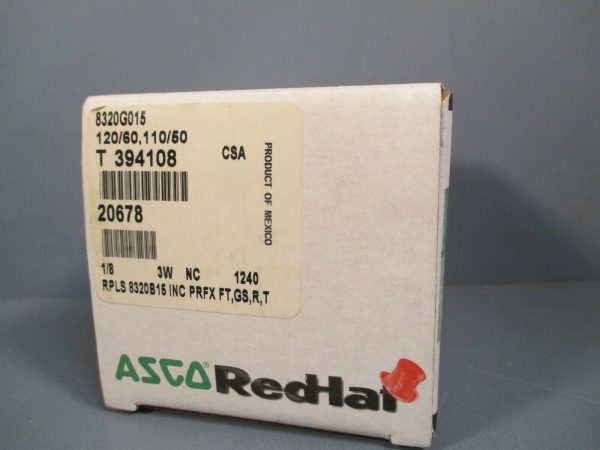 8320G015
120/60,110/50
T 394108 CSA
PRODUCT OF MEXICO
20678
1/8 3W NC 1240
RPLS 8320B15 INC PRFX FT,GS,R,T
ASCO® RedHat